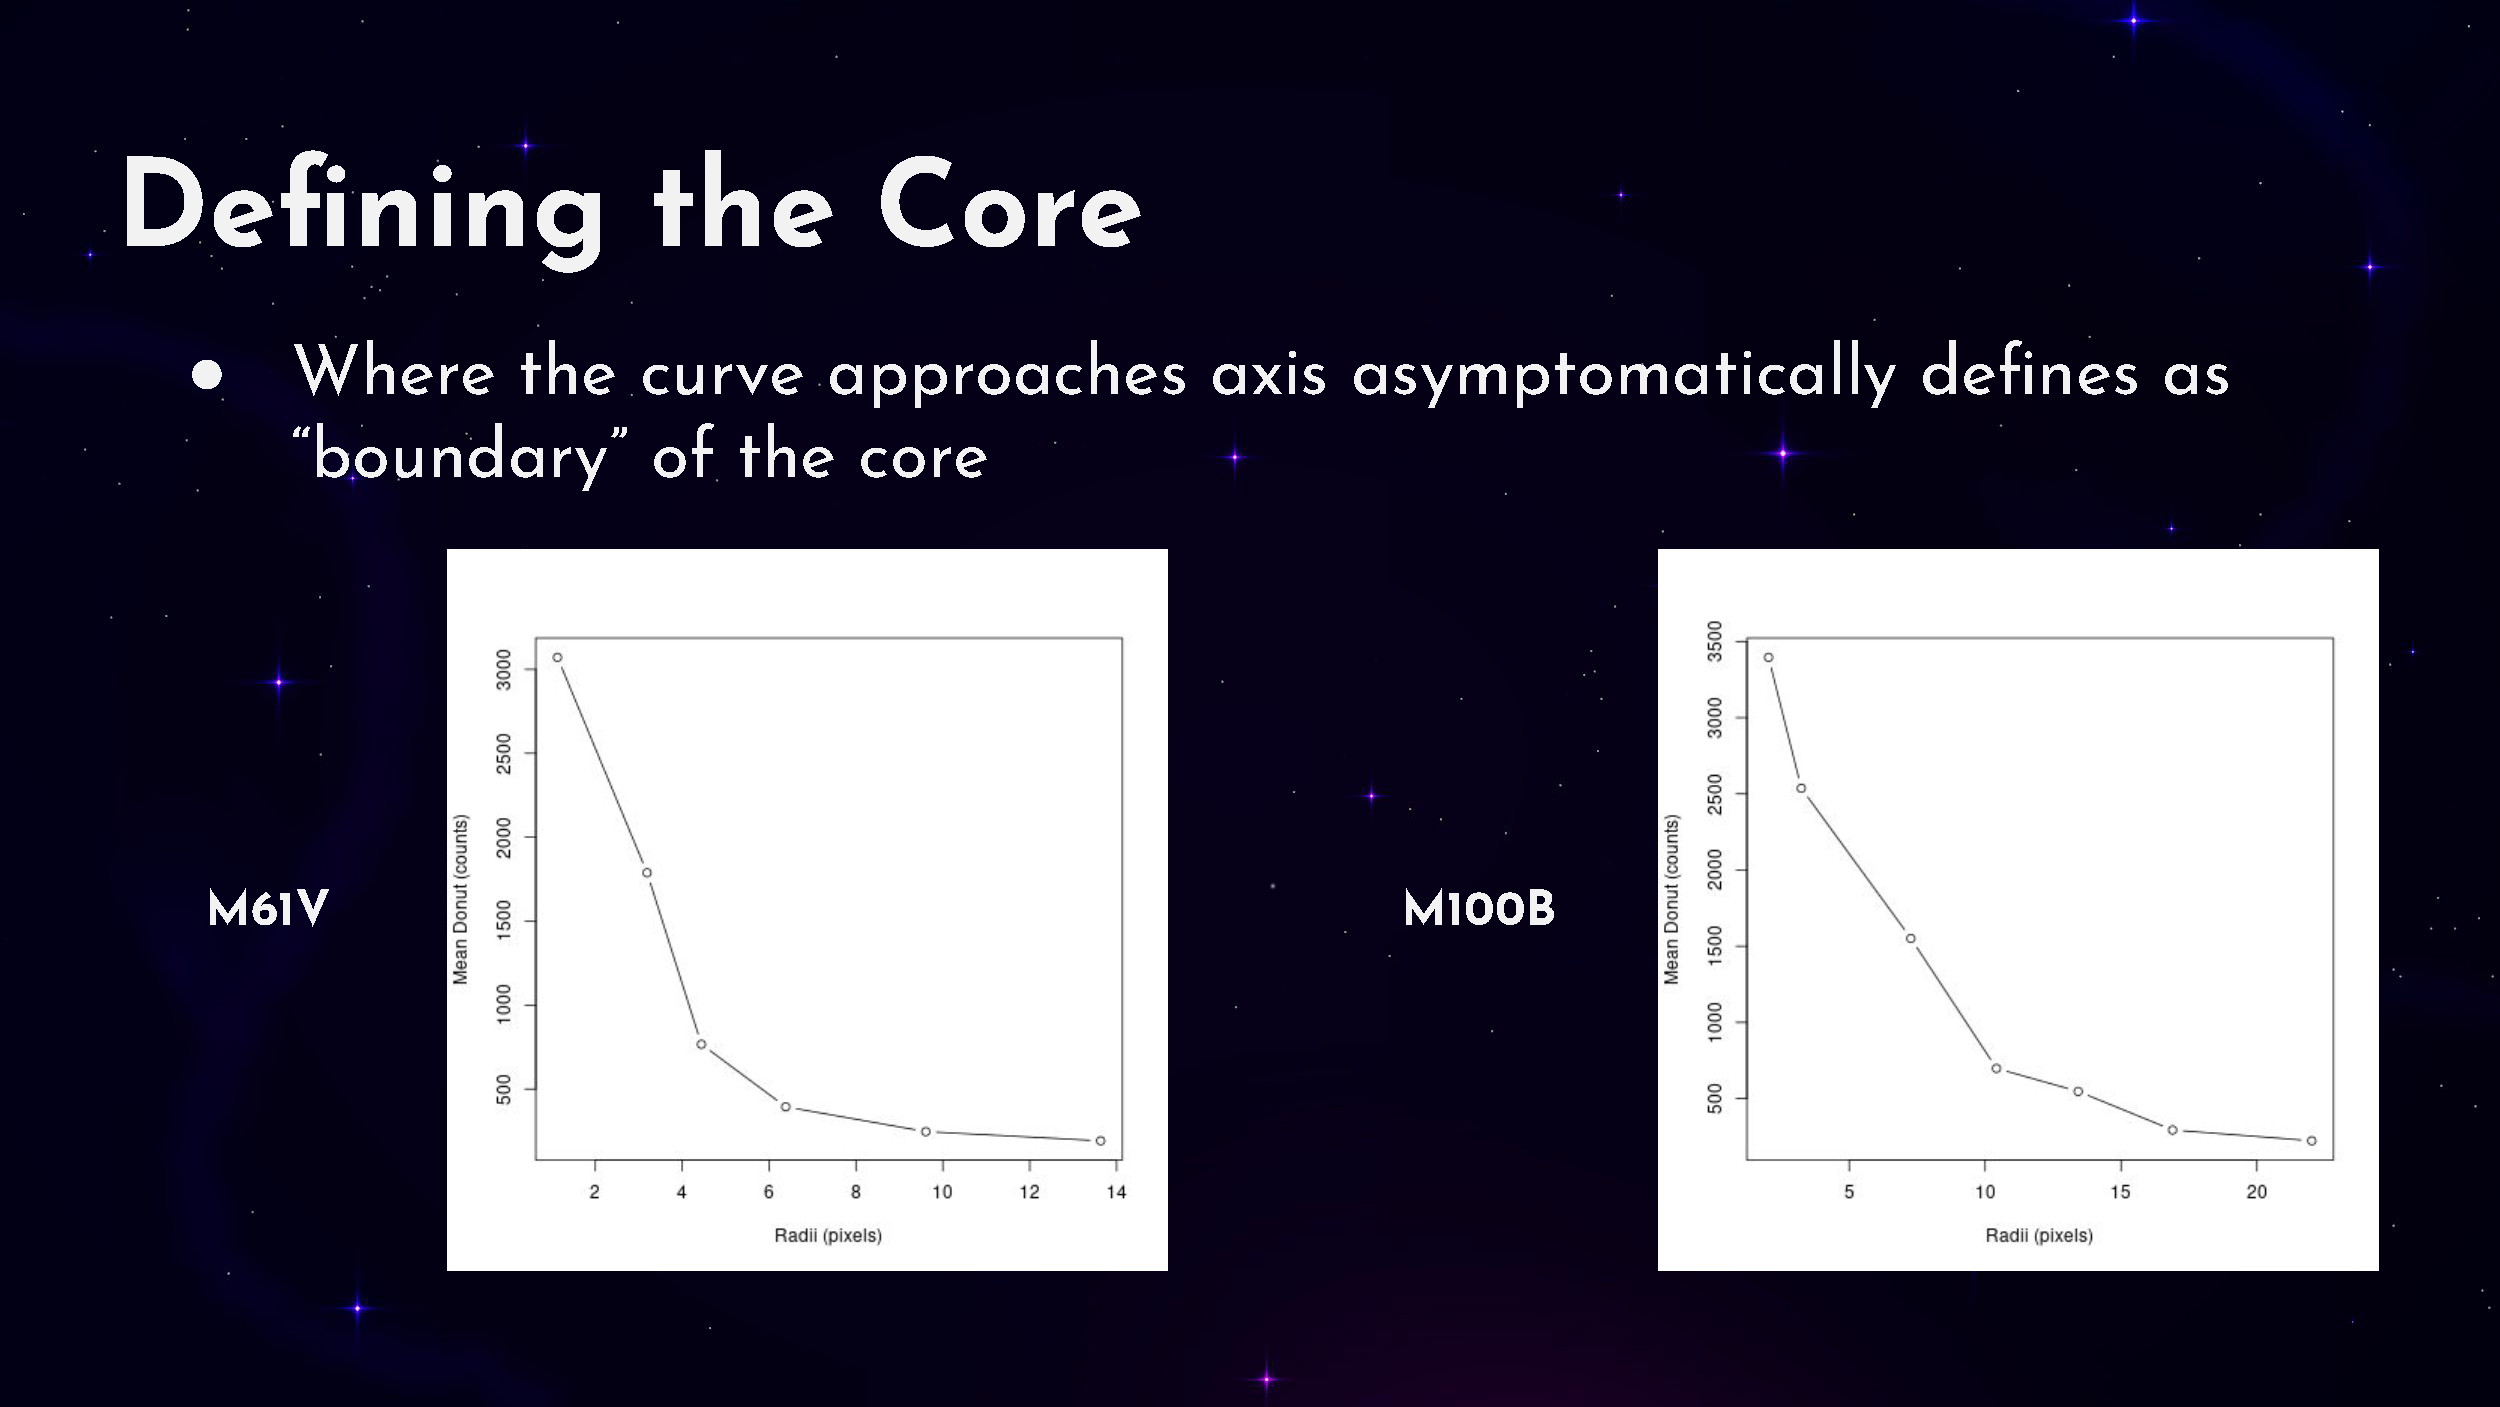 Defining the Core
● Where the curve approaches axis asymptomatically defines as
“boundary” of the core
M61V
Mean Donut (counts)
3000
2500
2000
1500
1000
500
2 4 6 8 10 12 14
Radii (pixels)
M100B
Mean Donut (counts)
3500
3000
2500
2000
1500
1000
500
5 10 15 20
Radii (pixels)